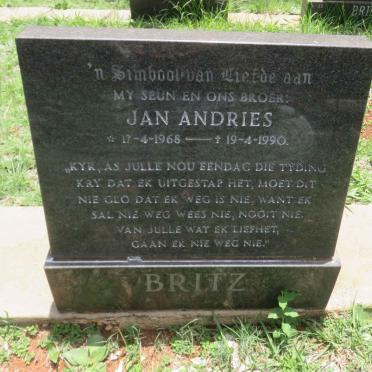 'n Simbool van Liefde aan
MY SEUN EN ONS BROER:
JAN ANDRIES
* 17-4-1968 — † 19-4-1990.
„KYK, AS JULLE NOU EENDAG DIE TYDING
KRY DAT EK UITGESTAP HET, MOET DIT
NIE GLO DAT EK WEG IS NIE, WANT EK
SAL NIE WEG WEES NIE, NOOIT NIE.
VAN JULLE WAT EK LIEFHET,
GAAN EK NIE WEG NIE."
BRITZ